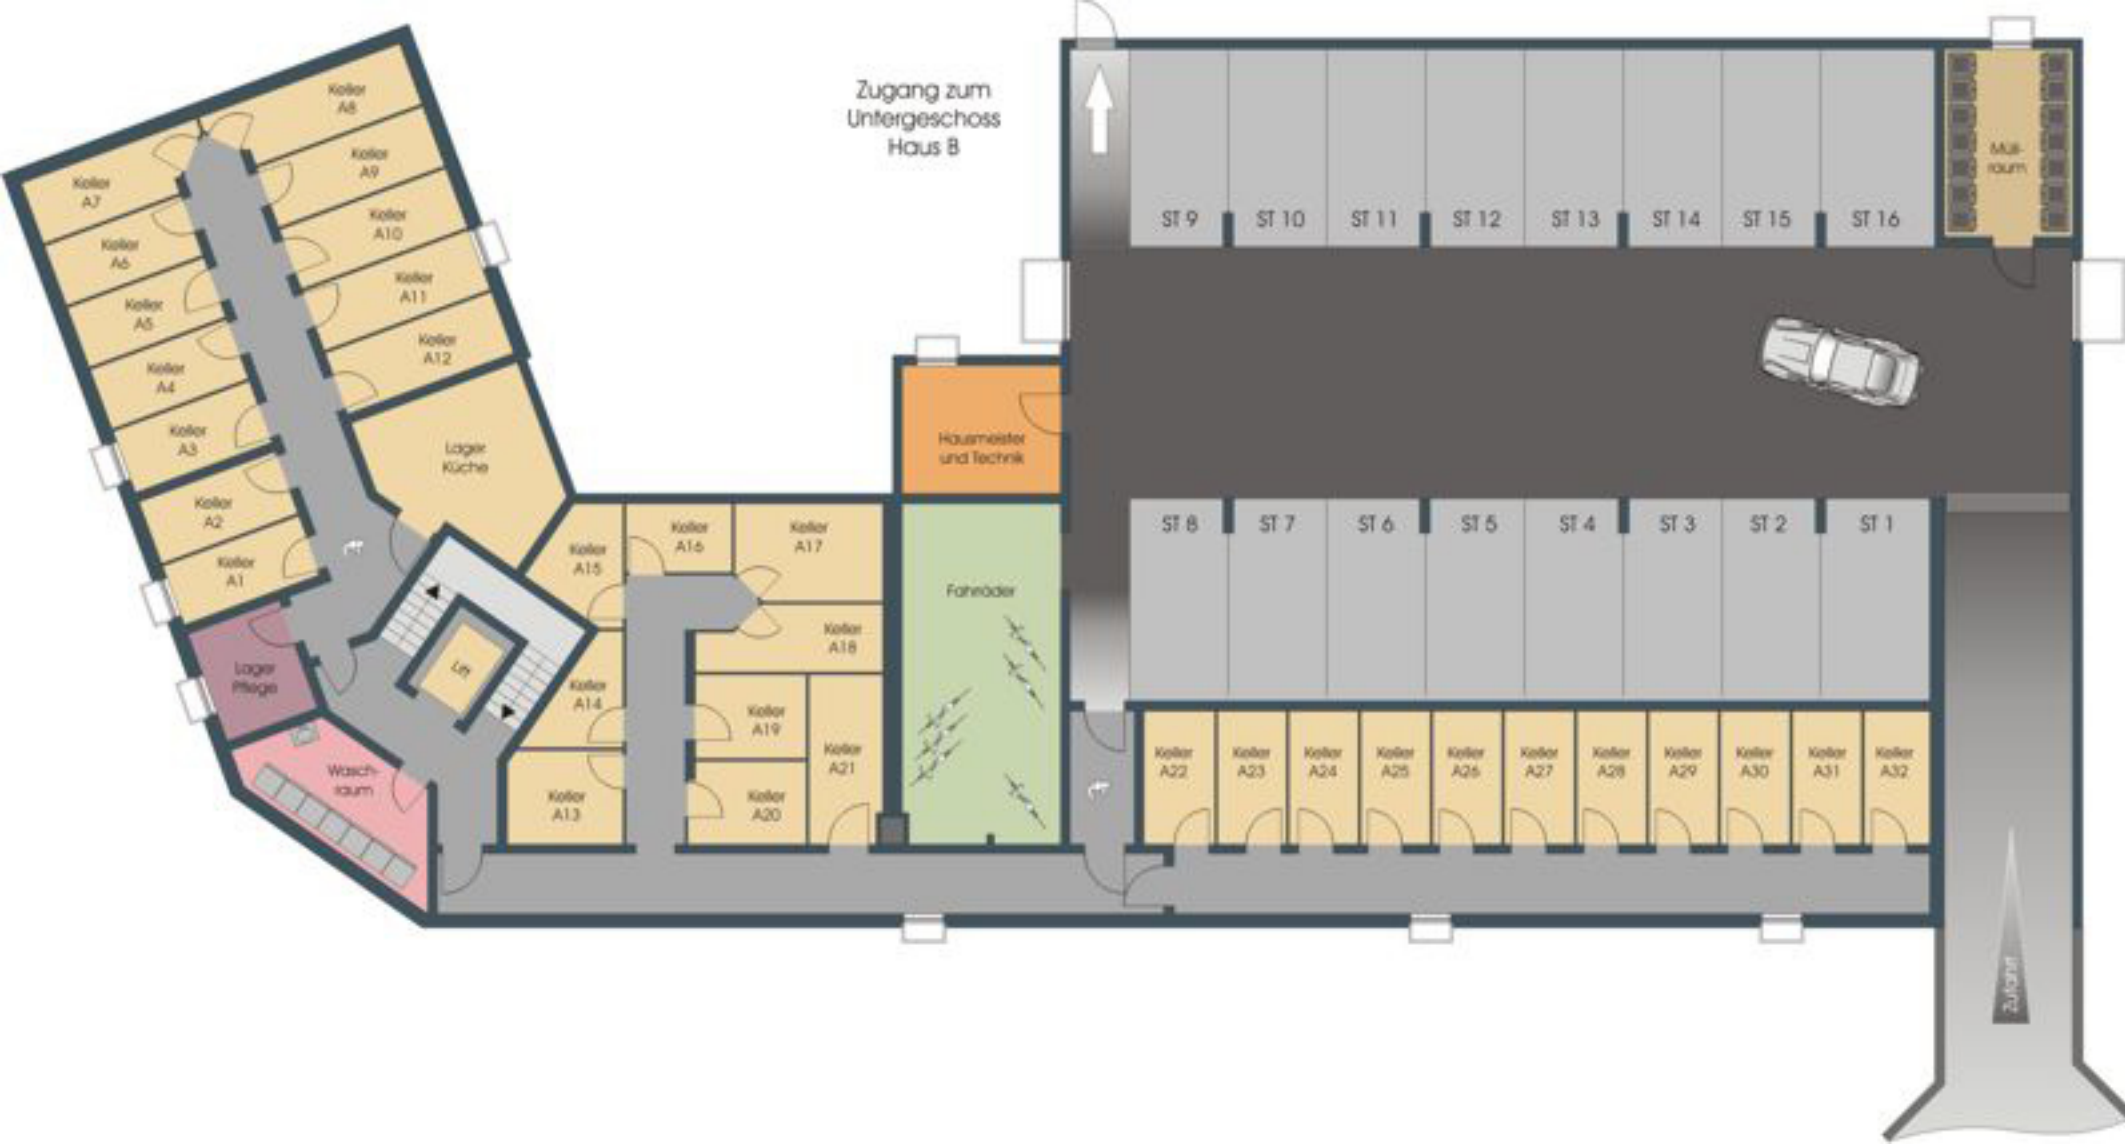 Zugang zum
Untergeschoss
Haus B
Keller
A8
Keller
A9
Keller
A10
Keller
A11
Keller
A12
Keller
A7
Keller
A6
Keller
A5
Keller
A4
Keller
A3
Keller
A2
Keller
A1
Lager
Küche
Lager
Pflege
Wasch-
raum
Lift
Keller
A15
Keller
A16
Keller
A17
Keller
A18
Keller
A14
Keller
A19
Keller
A13
Keller
A20
Keller
A21
Hausmeister
und Technik
Fahrräder
ST 9
ST 10
ST 11
ST 12
ST 13
ST 14
ST 15
ST 16
Müll-
raum
ST 8
ST 7
ST 6
ST 5
ST 4
ST 3
ST 2
ST 1
Keller
A22
Keller
A23
Keller
A24
Keller
A25
Keller
A26
Keller
A27
Keller
A28
Keller
A29
Keller
A30
Keller
A31
Keller
A32
Zufahrt